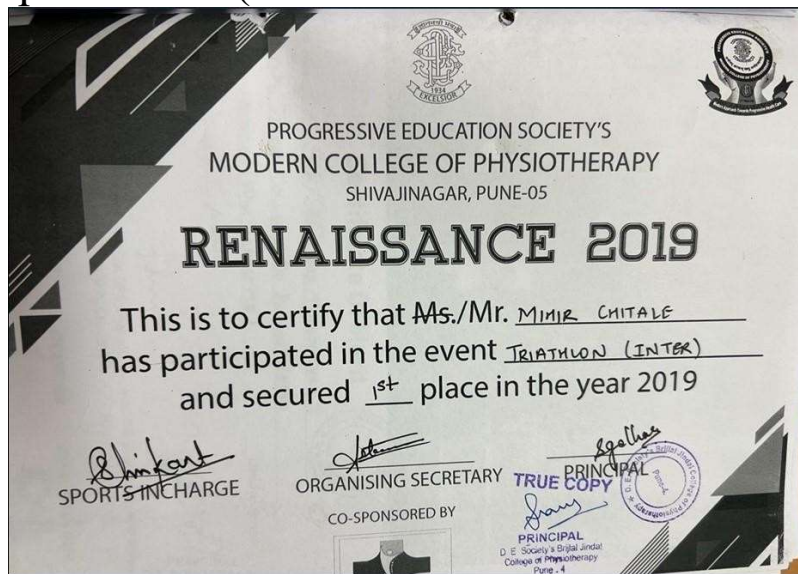 1934
EXCELSIOR
PROGRESSIVE EDUCATION SOCIETY'S
MODERN COLLEGE OF PHYSIOTHERAPY
SHIVAJINAGAR, PUNE-05
RENAISSANCE 2019
This is to certify that Ms./Mr. MIHIR CHITALE
has participated in the event TRIATHLON (INTER)
and secured 1st place in the year 2019
SPORTS INCHARGE
ORGANISING SECRETARY
PRINCIPAL
CO-SPONSORED BY
TRUE COPY
PRINCIPAL
D. E. Society's Brijlal Jindal
College of Physiotherapy
Pune - 4